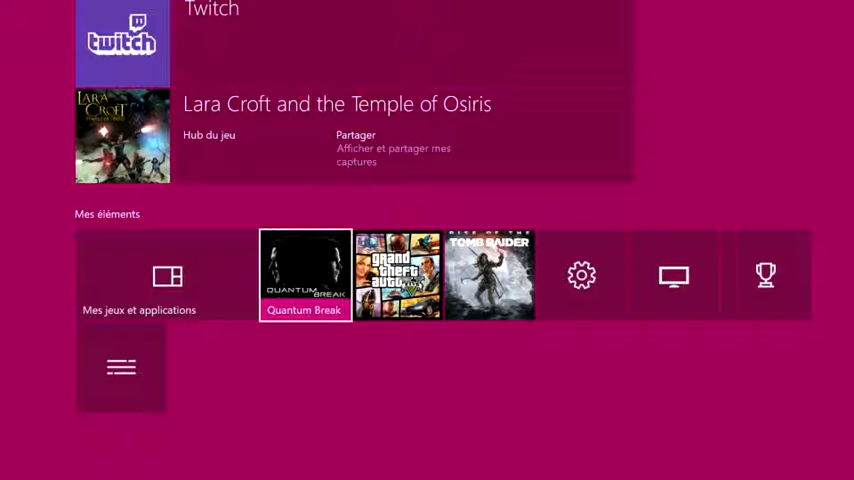 Twitch
twitch
Lara Croft and the Temple of Osiris
LARA
CROFT
Hub du jeu
Partager
Afficher et partager mes
captures
Mes éléments
Mes jeux et applications
QUANTUM
BREAK
Quantum Break
grand
theft
auto
V
RISE OF THE
TOMB RAIDER